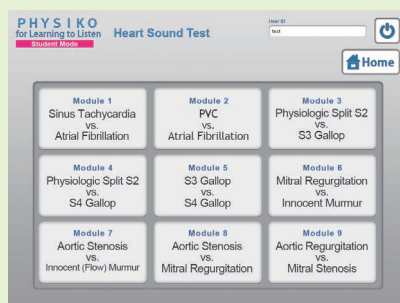 PHYSIKO
for Learning to Listen
Student Mode
Heart Sound Test
User ID
test
Home
Module 1
Sinus Tachycardia
vs.
Atrial Fibrillation
Module 2
PVC
vs.
Atrial Fibrillation
Module 3
Physiologic Split S2
vs.
S3 Gallop
Module 4
Physiologic Split S2
vs.
S4 Gallop
Module 5
S3 Gallop
vs.
S4 Gallop
Module 6
Mitral Regurgitation
vs.
Innocent Murmur
Module 7
Aortic Stenosis
vs.
Innocent (Flow) Murmur
Module 8
Aortic Stenosis
vs.
Mitral Regurgitation
Module 9
Aortic Regurgitation
vs.
Mitral Stenosis